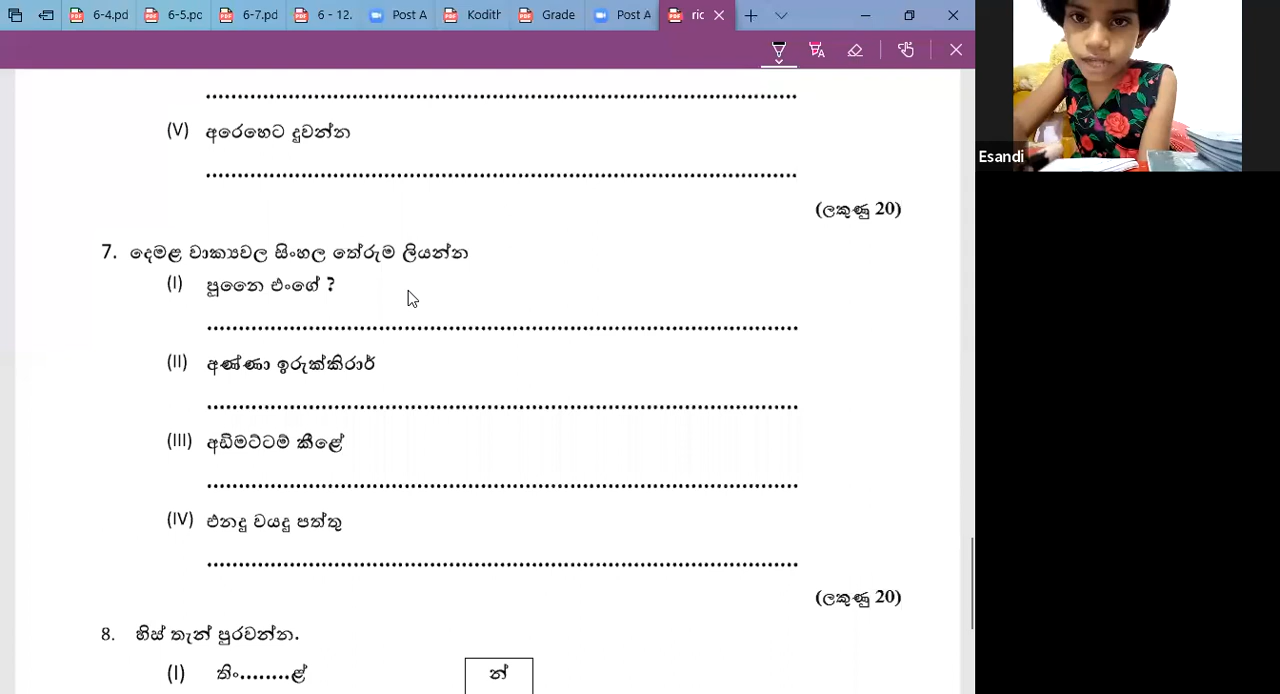 6-4.pd 6-5.pc 6-7.pd 6 - 12. Post A Kodith Grade Post A ric
Esandi
(V) අරෙහෙට දුවන්න
(ලකුණු 20)
7. දෙමළ වාක්‍යවල සිංහල තේරුම ලියන්න
(I) පූනෛ එංගේ ?
(II) අණ්ණා ඉරුක්කිරාර්
(III) අඩිමට්ටම් කීළේ
(IV) එනදු වයදු පත්තු
(ලකුණු 20)
8. හිස් තැන් පුරවන්න.
(I) තිං........ළ් න්